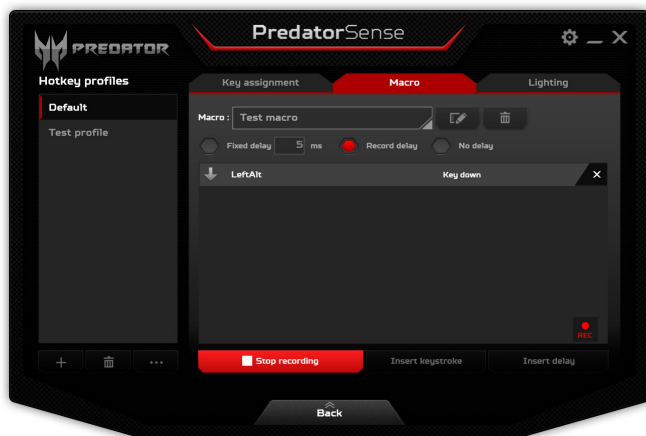 PREDATOR
PredatorSense
Hotkey profiles
Default
Test profile
Key assignment
Macro
Lighting
Macro : Test macro
Fixed delay 5 ms Record delay No delay
LeftAlt Key down
REC
Stop recording
Insert keystroke
Insert delay
Back